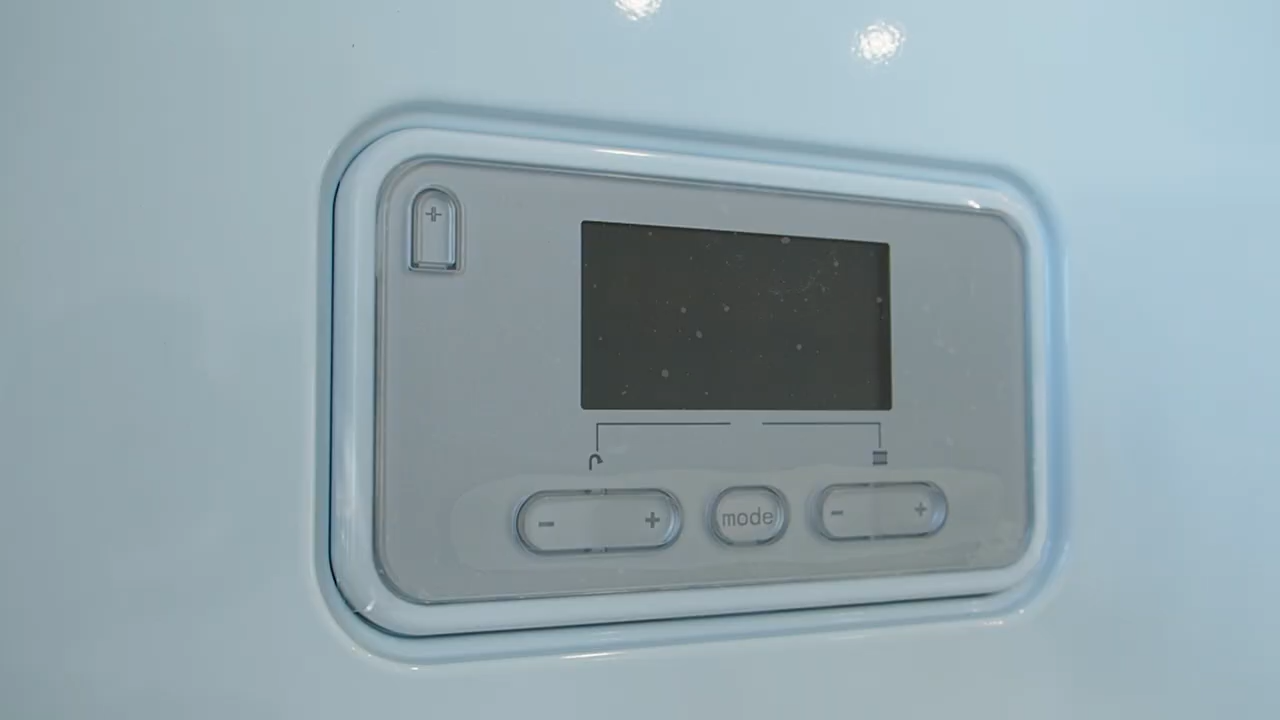 - + mode - +